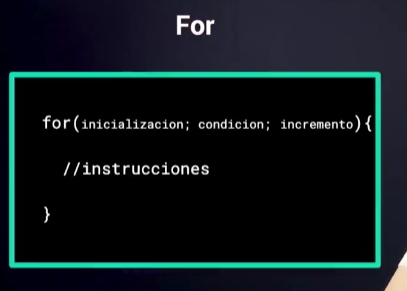 For
for(inicializacion; condicion; incremento){
//instrucciones
}